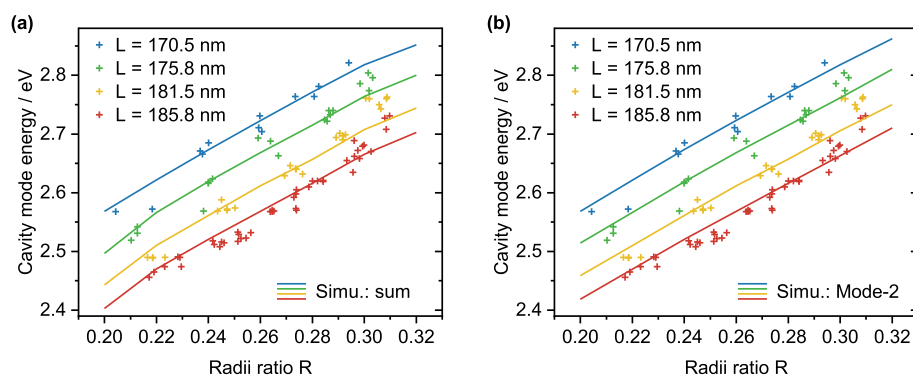 (a)
L = 170.5 nm
L = 175.8 nm
L = 181.5 nm
L = 185.8 nm
Simu.: sum
Cavity mode energy / eV
2.8
2.7
2.6
2.5
2.4
0.20 0.22 0.24 0.26 0.28 0.30 0.32
Radii ratio R
(b)
L = 170.5 nm
L = 175.8 nm
L = 181.5 nm
L = 185.8 nm
Simu.: Mode-2
Cavity mode energy / eV
2.8
2.7
2.6
2.5
2.4
0.20 0.22 0.24 0.26 0.28 0.30 0.32
Radii ratio R